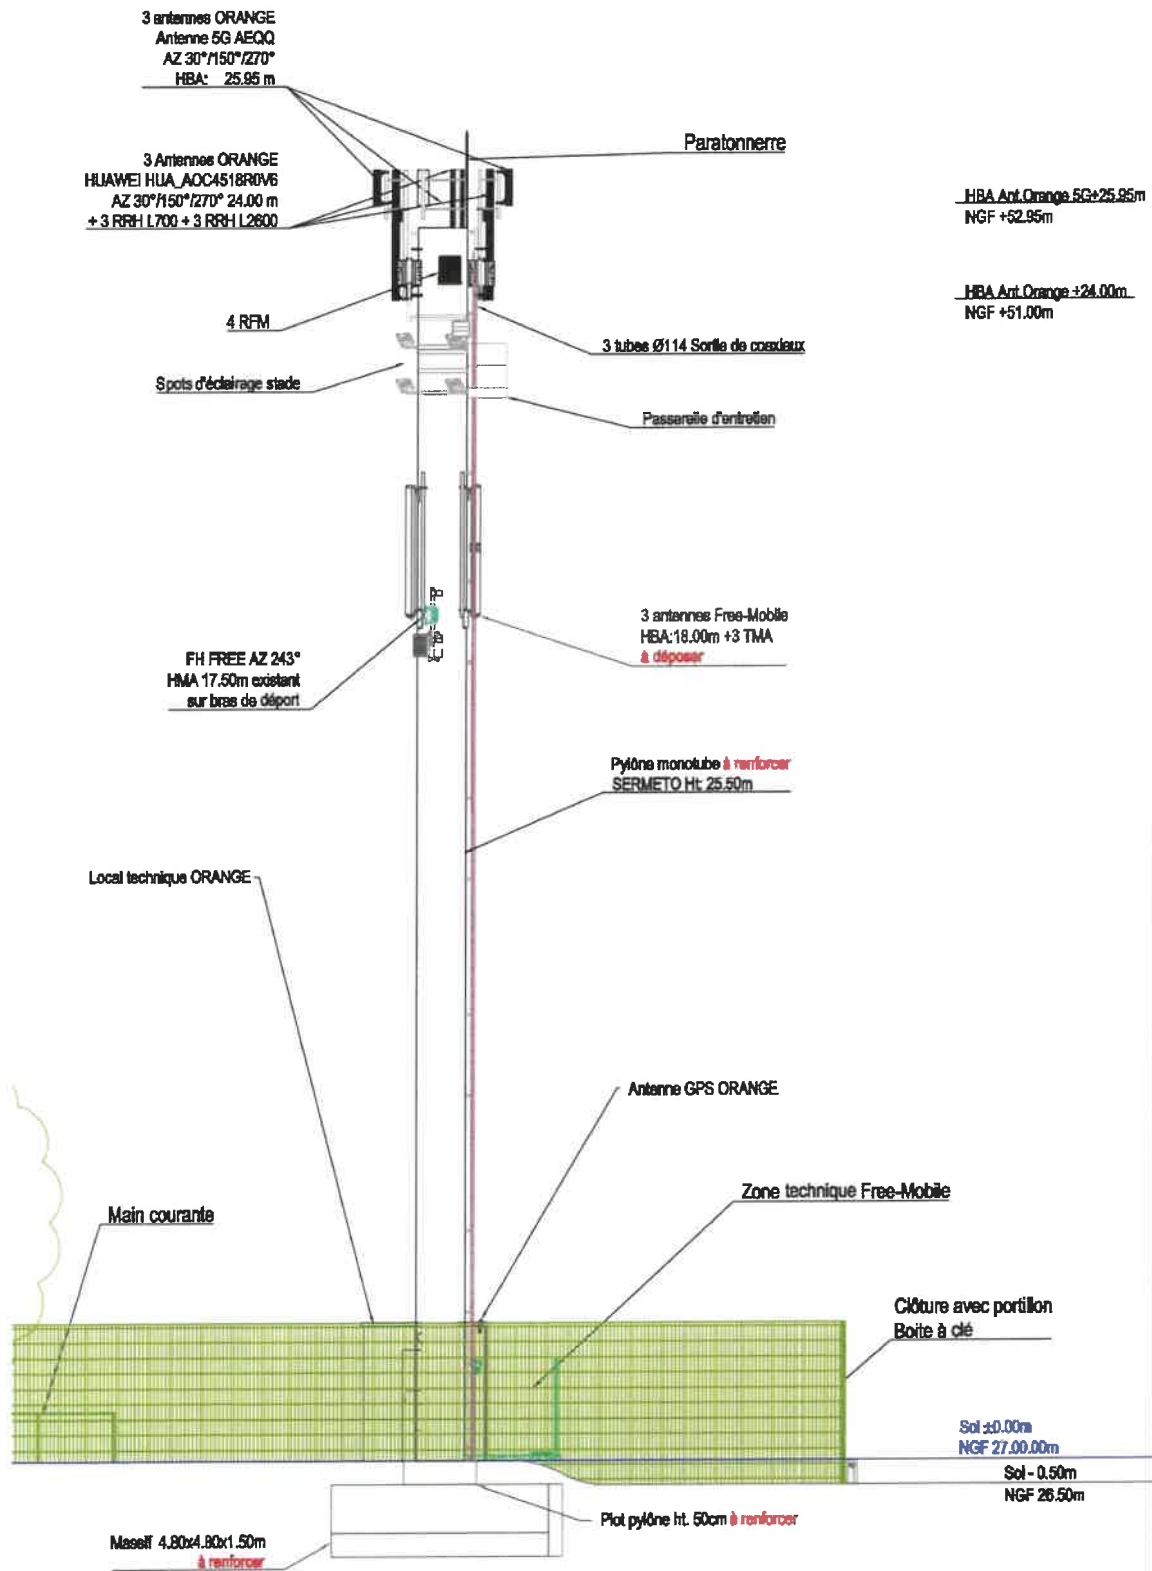 3 antennes ORANGE
Antenne 5G AEQQ
AZ 30°/150°/270°
HBA: 25.95 m
Paratonnerre
3 Antennes ORANGE
HUAWEI HUA_AOC4518R0V6
AZ 30°/150°/270° 24.00 m
+ 3 RRH L700 + 3 RRH L2600
HBA Ant.Orange 5G+25.95m
NGF +52.95m
HBA Ant.Orange +24.00m
NGF +51.00m
4 RFM
3 tubes Ø114 Sortie de coaxiaux
Spots d'éclairage stade
Passerelle d'entretien
3 antennes Free-Mobile
HBA:18.00m +3 TMA
à déposer
FH FREE AZ 243°
HMA 17.50m existant
sur bras de déport
Pylône monotube à renforcer
SERMETO Ht: 25.50m
Local technique ORANGE
Antenne GPS ORANGE
Zone technique Free-Mobile
Main courante
Clôture avec portillon
Boite à clé
Sol ±0.00m
NGF 27.00.00m
Sol - 0.50m
NGF 26.50m
Plot pylône ht. 50cm à renforcer
Massif 4.80x4.80x1.50m
à renforcer